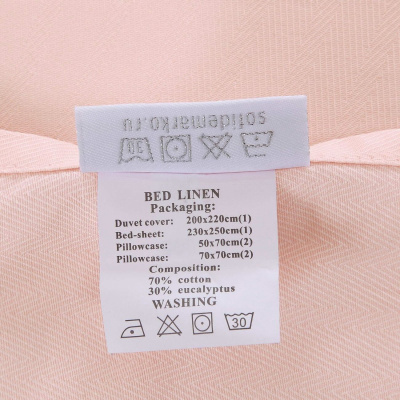 sofidemarko.ru
30
BED LINEN
Packaging:
Duvet cover: 200x220cm(1)
Bed-sheet: 230x250cm(1)
Pillowcase: 50x70cm(2)
Pillowcase: 70x70cm(2)
Composition:
70% cotton
30% eucalyptus
WASHING
30